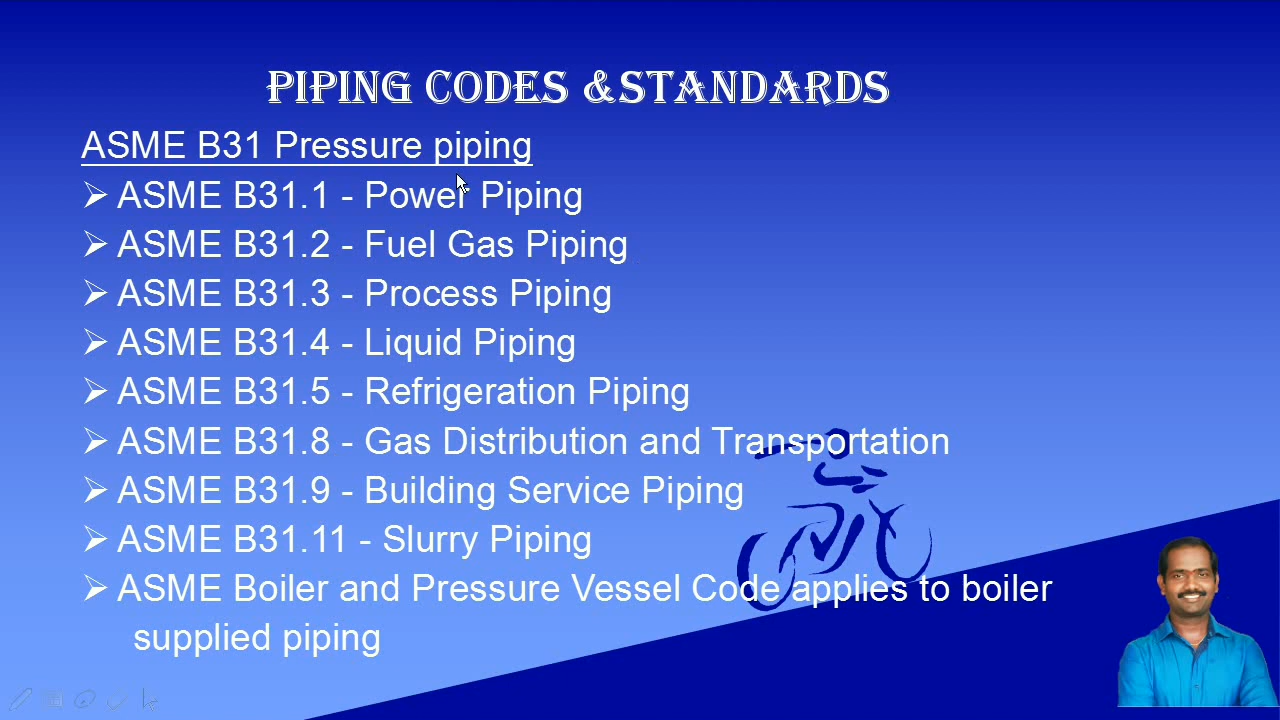 PIPING CODES &STANDARDS
ASME B31 Pressure piping
ASME B31.1 - Power Piping
ASME B31.2 - Fuel Gas Piping
ASME B31.3 - Process Piping
ASME B31.4 - Liquid Piping
ASME B31.5 - Refrigeration Piping
ASME B31.8 - Gas Distribution and Transportation
ASME B31.9 - Building Service Piping
ASME B31.11 - Slurry Piping
ASME Boiler and Pressure Vessel Code applies to boiler
supplied piping